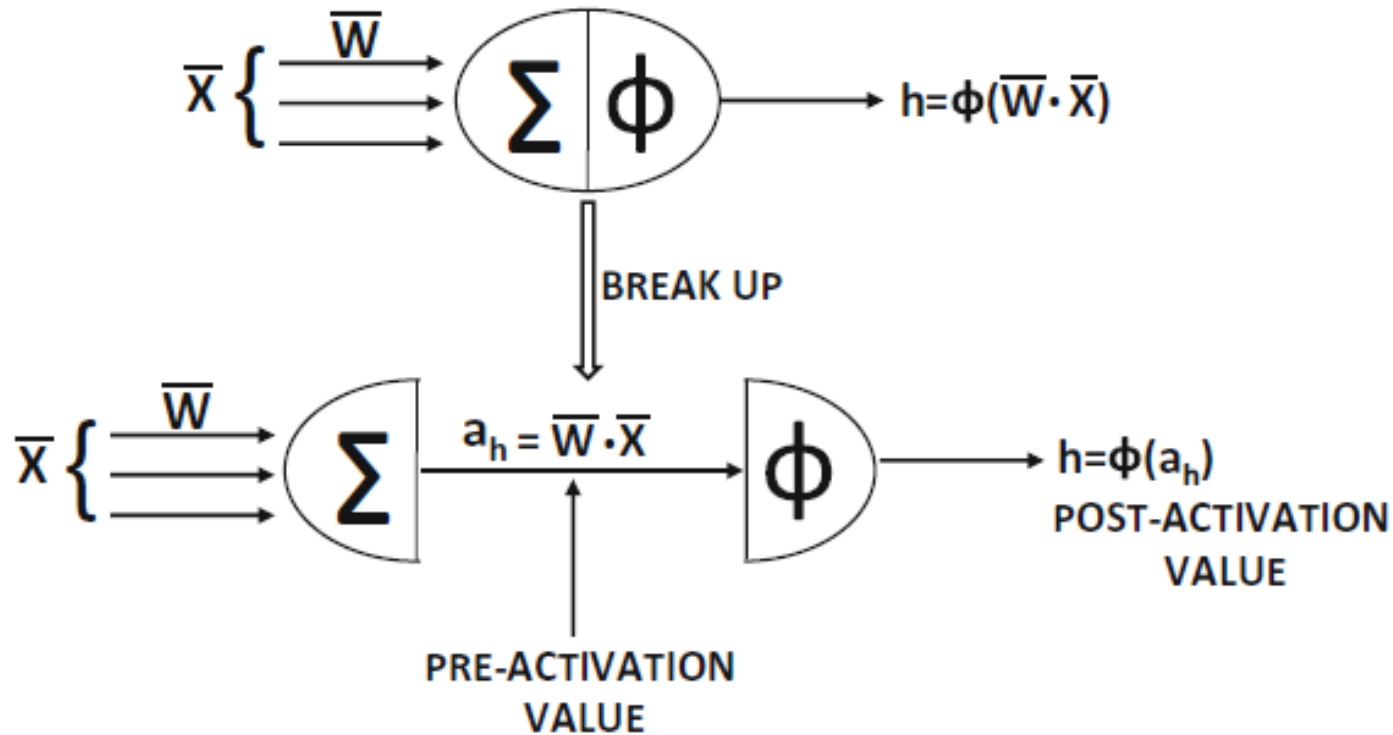 W̅
X̅ {
∑ ϕ
h=ϕ(W̅·X̅)
BREAK UP
W̅
X̅ {
∑
a_h = W̅·X̅
ϕ
h=ϕ(a_h)
POST-ACTIVATION
VALUE
PRE-ACTIVATION
VALUE